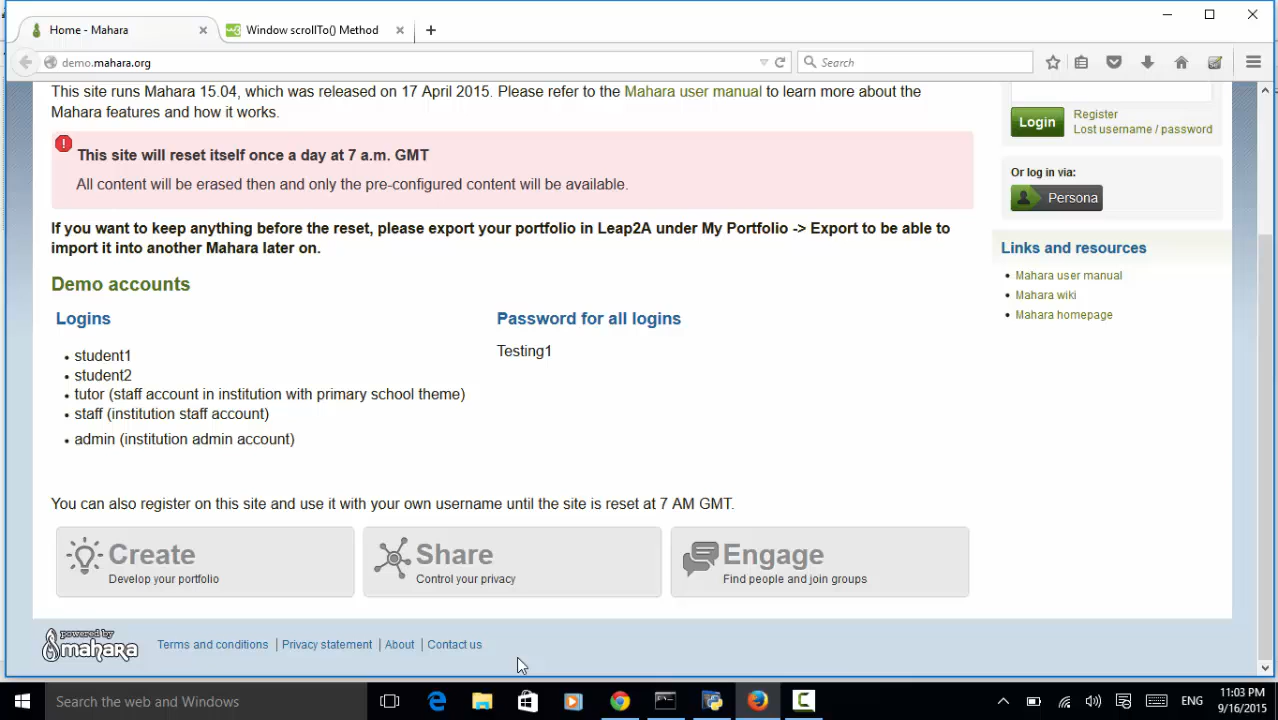 Home - Mahara
Window scrollTo() Method
demo.mahara.org
Search
This site runs Mahara 15.04, which was released on 17 April 2015. Please refer to the Mahara user manual to learn more about the
Mahara features and how it works.
This site will reset itself once a day at 7 a.m. GMT
All content will be erased then and only the pre-configured content will be available.
If you want to keep anything before the reset, please export your portfolio in Leap2A under My Portfolio -> Export to be able to
import it into another Mahara later on.
Demo accounts
Logins
student1
student2
tutor (staff account in institution with primary school theme)
staff (institution staff account)
admin (institution admin account)
Password for all logins
Testing1
You can also register on this site and use it with your own username until the site is reset at 7 AM GMT.
Create
Develop your portfolio
Share
Control your privacy
Engage
Find people and join groups
Login
Register
Lost username / password
Or log in via:
Persona
Links and resources
Mahara user manual
Mahara wiki
Mahara homepage
powered by
mahara
Terms and conditions | Privacy statement | About | Contact us
Search the web and Windows
ENG
11:03 PM
9/16/2015